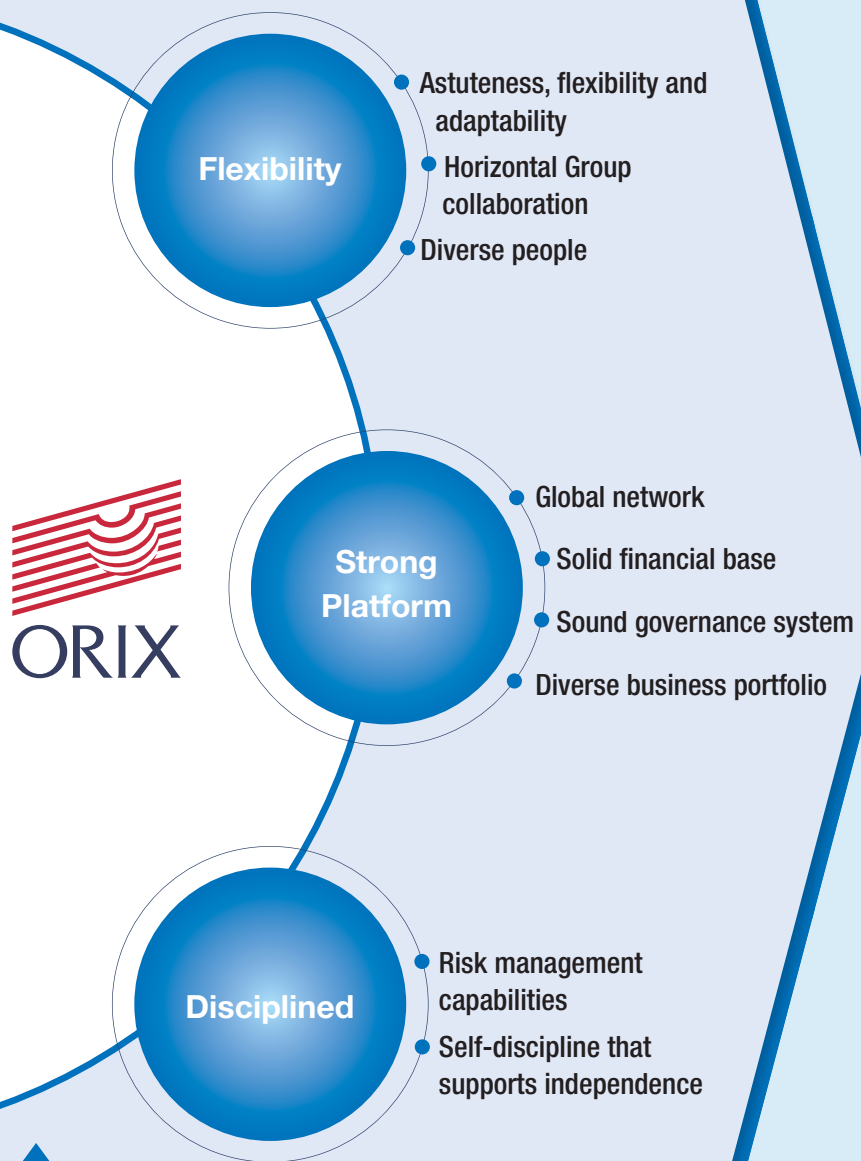 Flexibility
Astuteness, flexibility and
adaptability
Horizontal Group
collaboration
Diverse people
ORIX
Strong
Platform
Global network
Solid financial base
Sound governance system
Diverse business portfolio
Disciplined
Risk management
capabilities
Self-discipline that
supports independence